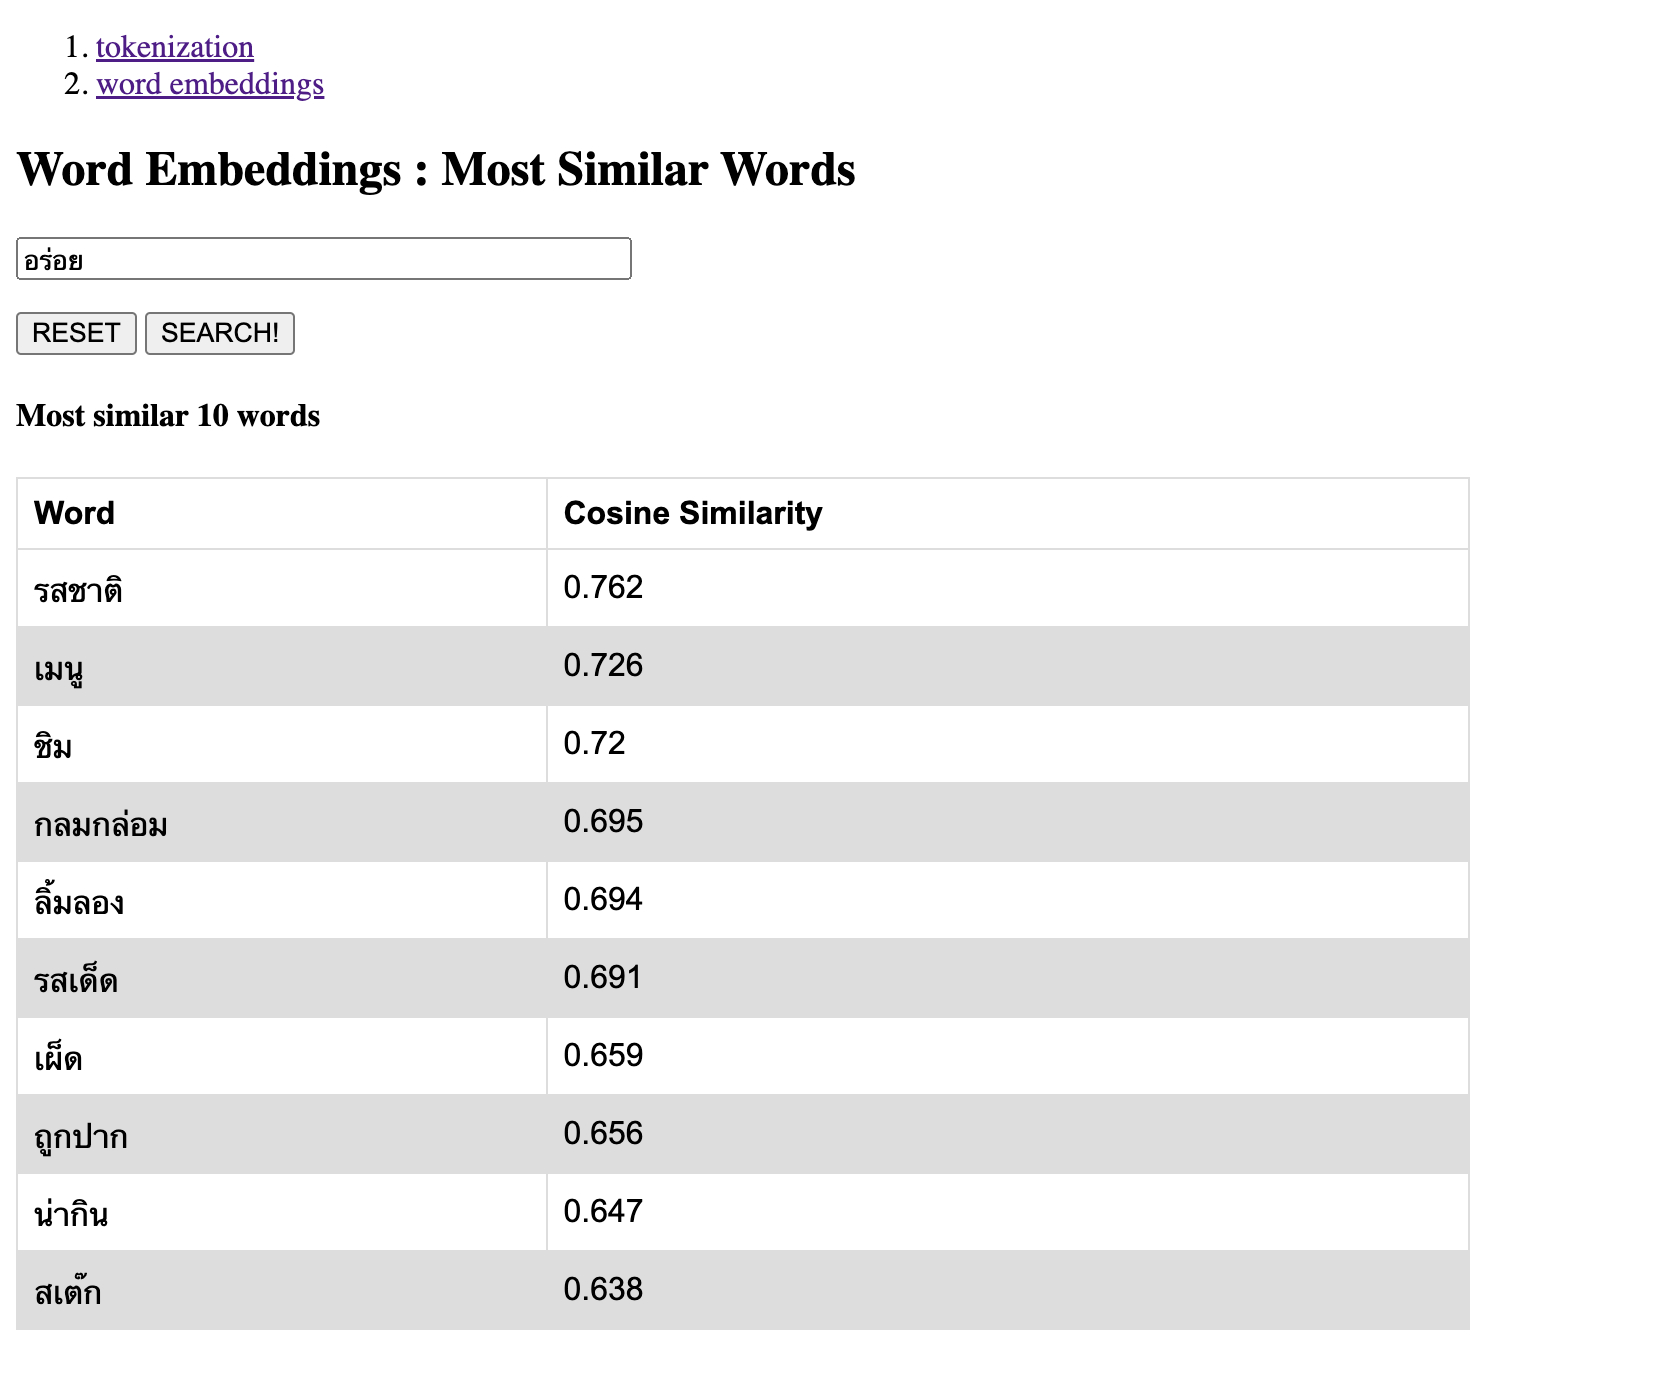 1. tokenization
2. word embeddings
Word Embeddings : Most Similar Words
อร่อย
RESET SEARCH!
Most similar 10 words
Word Cosine Similarity
รสชาติ 0.762
เมนู 0.726
ชิม 0.72
กลมกล่อม 0.695
ลิ้มลอง 0.694
รสเด็ด 0.691
เผ็ด 0.659
ถูกปาก 0.656
น่ากิน 0.647
สเต๊ก 0.638